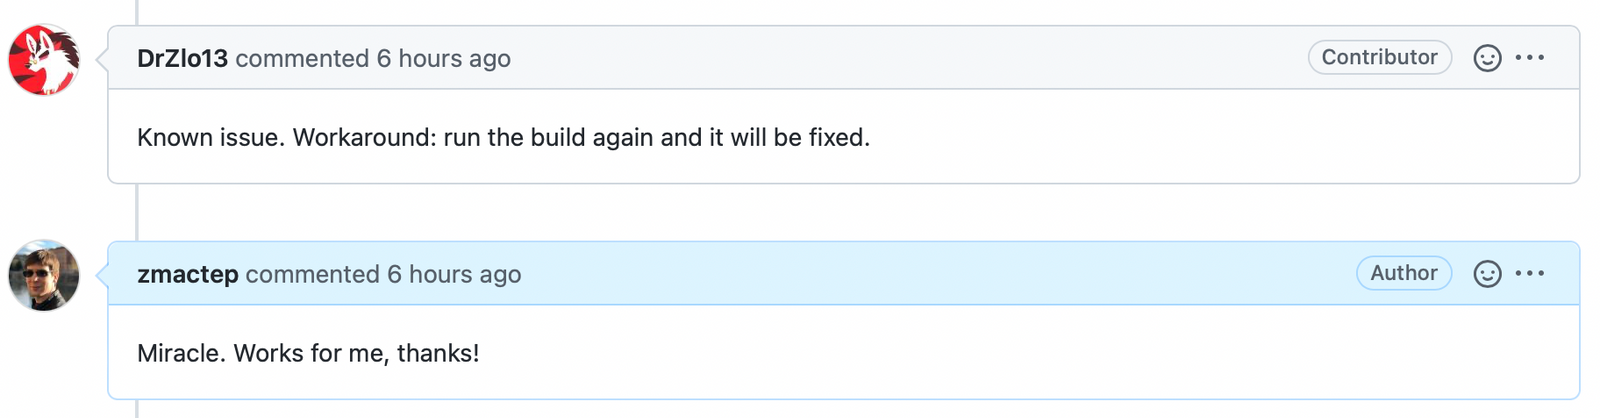 DrZlo13 commented 6 hours ago Contributor
Known issue. Workaround: run the build again and it will be fixed.
zmactep commented 6 hours ago Author
Miracle. Works for me, thanks!